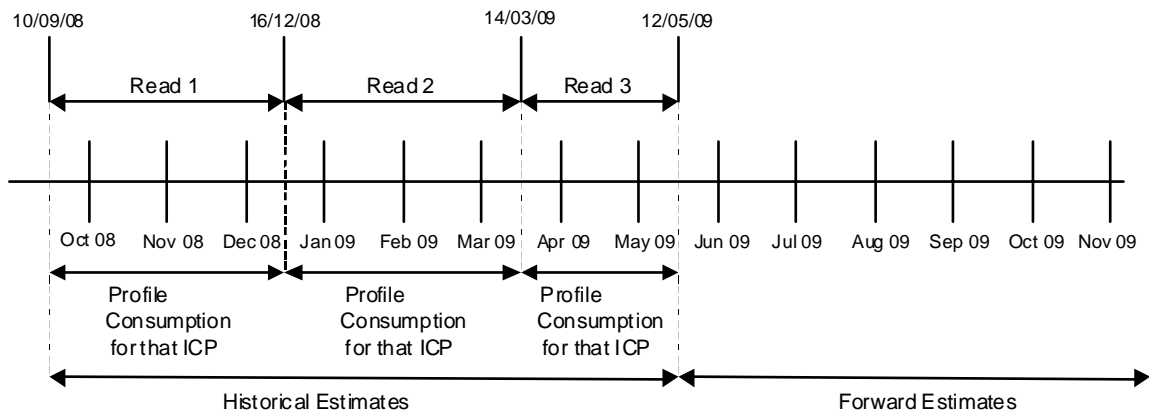 10/09/08 16/12/08 14/03/09 12/05/09
Read 1 Read 2 Read 3
Oct 08 Nov 08 Dec 08 Jan 09 Feb 09 Mar 09 Apr 09 May 09 Jun 09 Jul 09 Aug 09 Sep 09 Oct 09 Nov 09
Profile Profile Profile
Consumption Consumption Consumption
for that ICP for that ICP for that ICP
Historical Estimates Forward Estimates